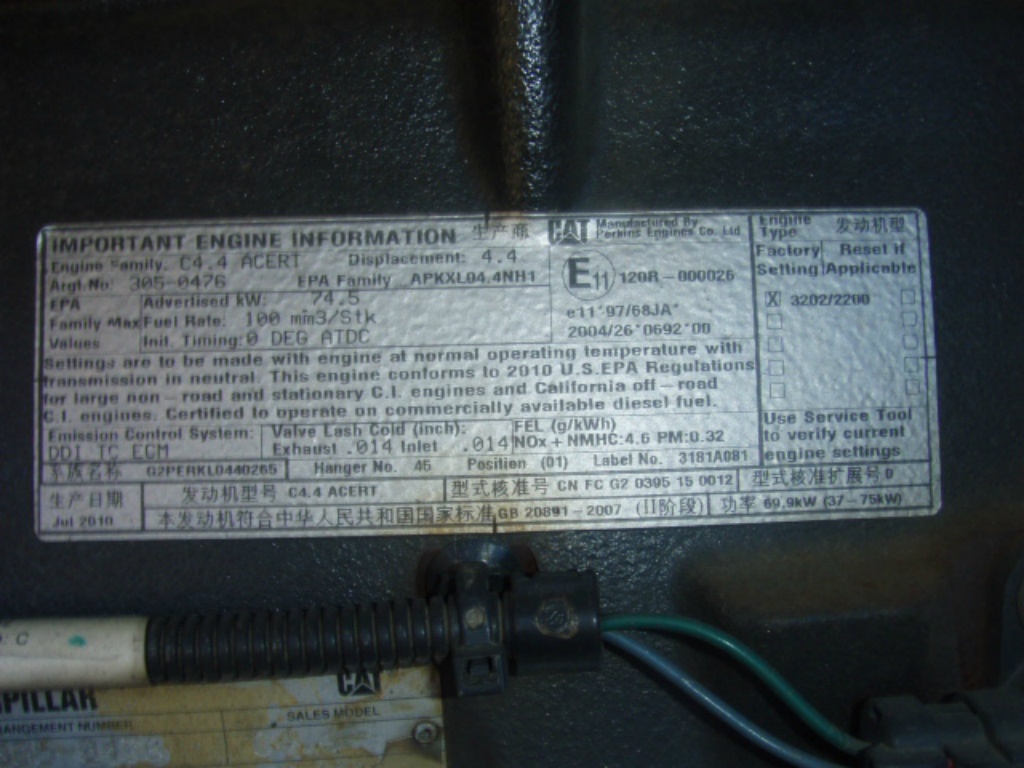 IMPORTANT ENGINE INFORMATION 生产商 CAT Manufactured By Perkins Engines Co. Ltd
Engine Family: C4.4 ACERT Displacement: 4.4
Argt.No: 305-0476 EPA Family APKXL04.4NH1
EPA Family Max Values
Advertised kW: 74.5
Fuel Rate: 100 mm3/Stk
Init. Timing: 0 DEG ATDC
E11 120R-000026
e11*97/68JA*
2004/26*0692*00
Settings are to be made with engine at normal operating temperature with
transmission in neutral. This engine conforms to 2010 U.S.EPA Regulations
for large non-road and stationary C.I. engines and California off-road
C.I. engines. Certified to operate on commercially available diesel fuel.
Emission Control System:
DDI TC ECM
Valve Lash Cold (inch):
Exhaust .014 Inlet .014
FEL (g/kWh)
NOx + NMHC:4.6 PM:0.32
系族名称 G2PERKL0440265 Hanger No. 45 Position (01) Label No. 3181A081
生产日期
Jul 2010
发动机型号 C4.4 ACERT 型式核准号 CN FC G2 0395 15 0012 型式核准扩展号 0
本发动机符合中华人民共和国国家标准 GB 20891-2007 (II阶段) 功率 69.9kW (37-75kW)
Engine Type 发动机型
Factory Setting Reset If Applicable
X 3202/2200
Use Service Tool
to verify current
engine settings
C
PILLAR CAT
ANGEMENT NUMBER SALES MODEL